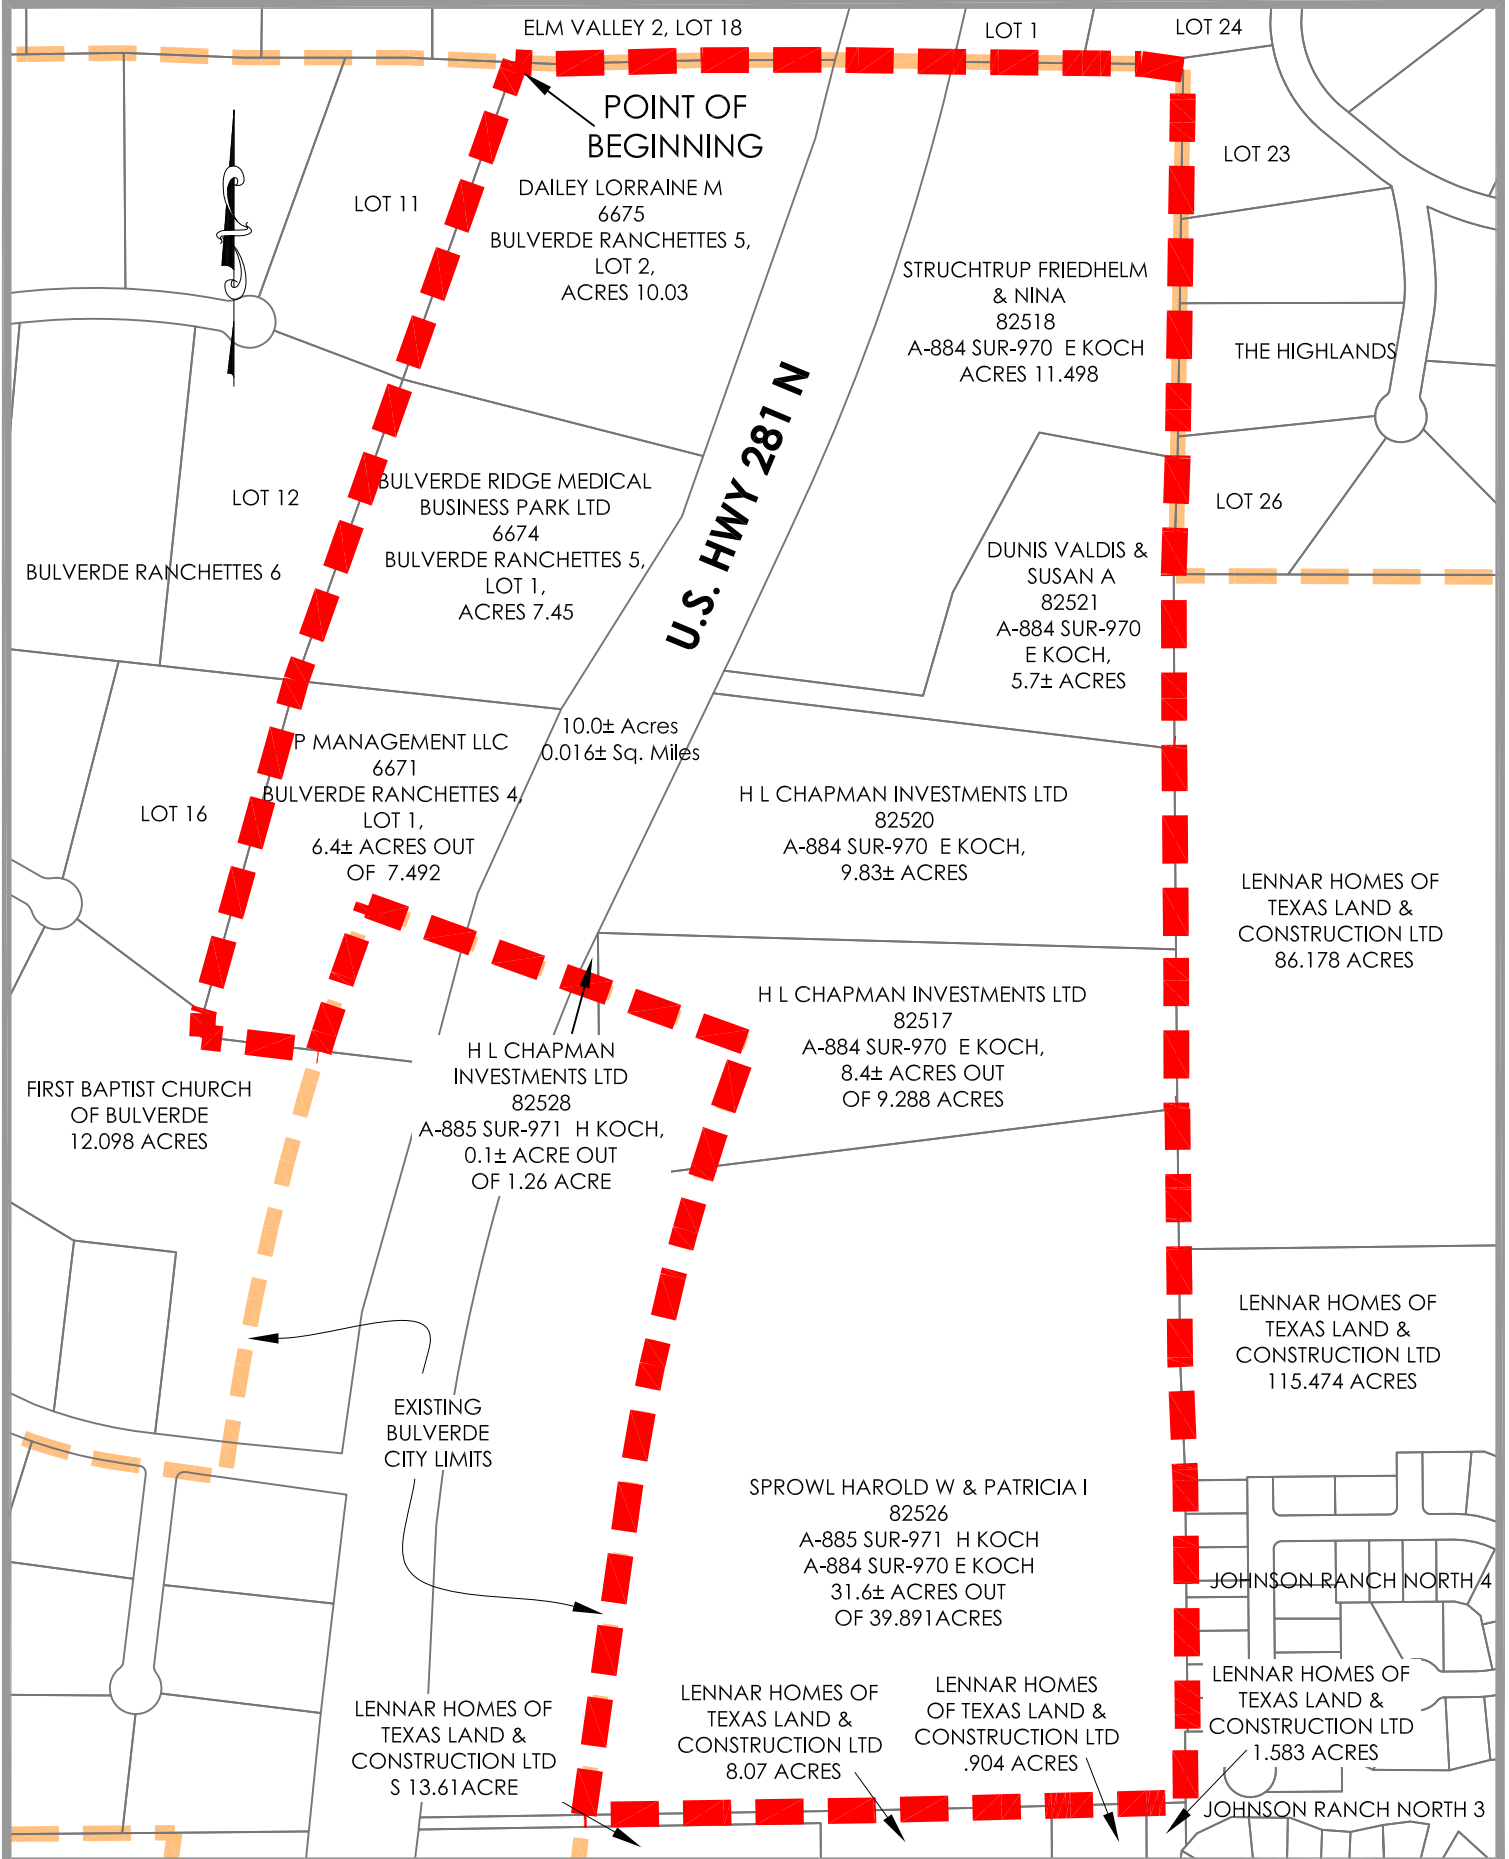 ELM VALLEY 2, LOT 18
LOT 1
LOT 24
POINT OF
BEGINNING
LOT 23
LOT 11
DAILEY LORRAINE M
6675
BULVERDE RANCHETTES 5,
LOT 2,
ACRES 10.03
STRUCHTRUP FRIEDHELM
& NINA
82518
A-884 SUR-970 E KOCH
ACRES 11.498
THE HIGHLANDS
U.S. HWY 281 N
LOT 12
BULVERDE RIDGE MEDICAL
BUSINESS PARK LTD
6674
BULVERDE RANCHETTES 5,
LOT 1,
ACRES 7.45
LOT 26
BULVERDE RANCHETTES 6
DUNIS VALDIS &
SUSAN A
82521
A-884 SUR-970
E KOCH,
5.7± ACRES
10.0± Acres
0.016± Sq. Miles
P MANAGEMENT LLC
6671
BULVERDE RANCHETTES 4,
LOT 1,
6.4± ACRES OUT
OF 7.492
LOT 16
H L CHAPMAN INVESTMENTS LTD
82520
A-884 SUR-970 E KOCH,
9.83± ACRES
LENNAR HOMES OF
TEXAS LAND &
CONSTRUCTION LTD
86.178 ACRES
H L CHAPMAN INVESTMENTS LTD
82517
A-884 SUR-970 E KOCH,
8.4± ACRES OUT
OF 9.288 ACRES
H L CHAPMAN
INVESTMENTS LTD
82528
A-885 SUR-971 H KOCH,
0.1± ACRE OUT
OF 1.26 ACRE
FIRST BAPTIST CHURCH
OF BULVERDE
12.098 ACRES
LENNAR HOMES OF
TEXAS LAND &
CONSTRUCTION LTD
115.474 ACRES
EXISTING
BULVERDE
CITY LIMITS
SPROWL HAROLD W & PATRICIA I
82526
A-885 SUR-971 H KOCH
A-884 SUR-970 E KOCH
31.6± ACRES OUT
OF 39.891ACRES
JOHNSON RANCH NORTH 4
LENNAR HOMES OF
TEXAS LAND &
CONSTRUCTION LTD
S 13.61ACRE
LENNAR HOMES OF
TEXAS LAND &
CONSTRUCTION LTD
8.07 ACRES
LENNAR HOMES
OF TEXAS LAND &
CONSTRUCTION LTD
.904 ACRES
LENNAR HOMES OF
TEXAS LAND &
CONSTRUCTION LTD
1.583 ACRES
JOHNSON RANCH NORTH 3